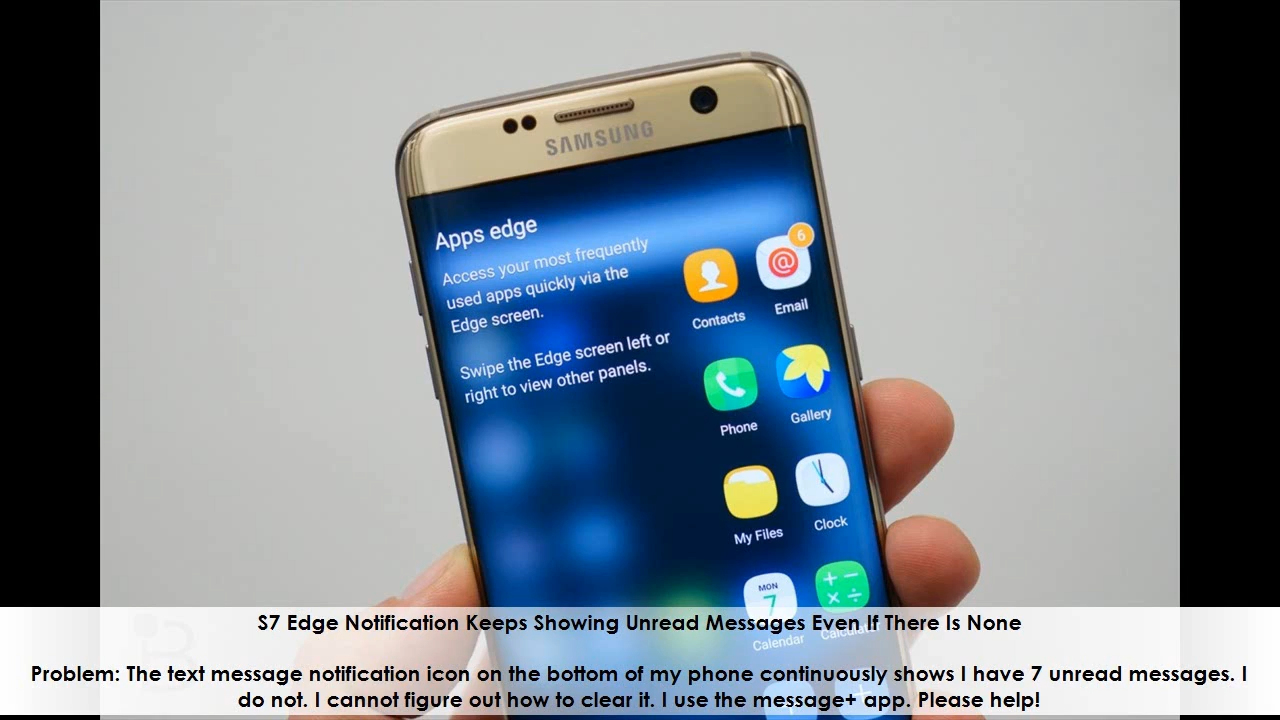 SAMSUNG
Apps edge
Access your most frequently
used apps quickly via the
Edge screen.
Swipe the Edge screen left or
right to view other panels.
6
Contacts
Email
Phone
Gallery
My Files
Clock
MON
7
Calendar
S7 Edge Notification Keeps Showing Unread Messages Even If There Is None
Problem: The text message notification icon on the bottom of my phone continuously shows I have 7 unread messages. I
do not. I cannot figure out how to clear it. I use the message+ app. Please help!